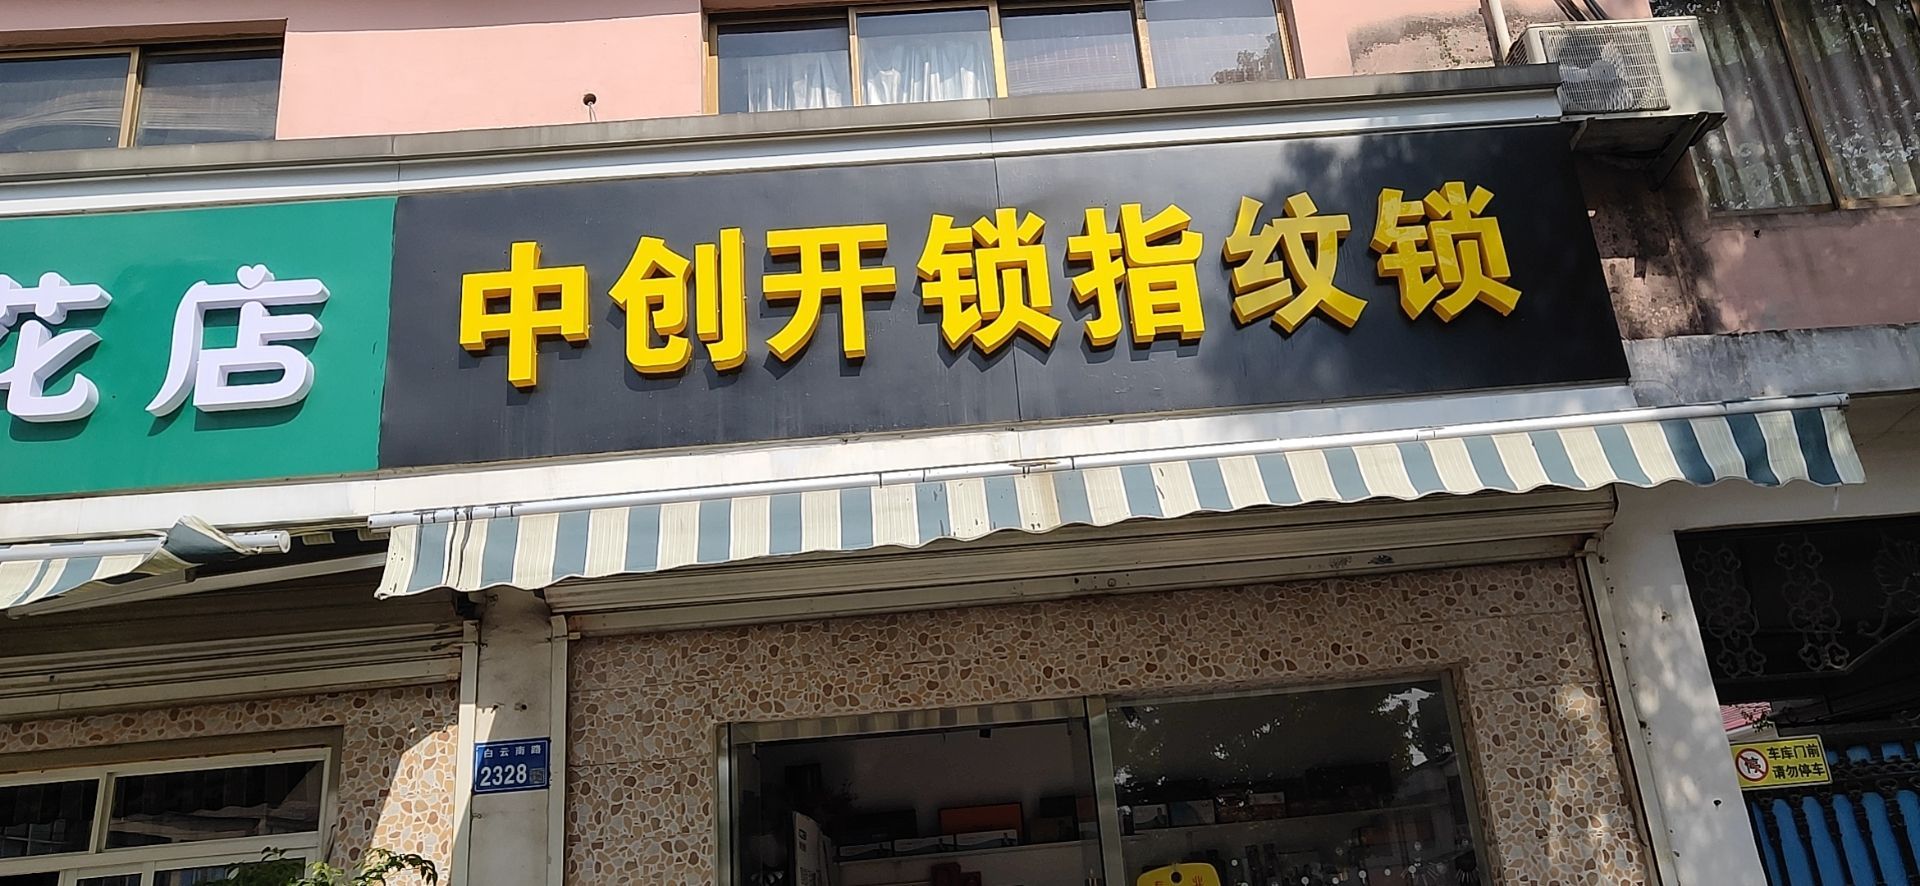 花店
中创开锁指纹锁
白云南路
2328
车库门前
请勿停车
停